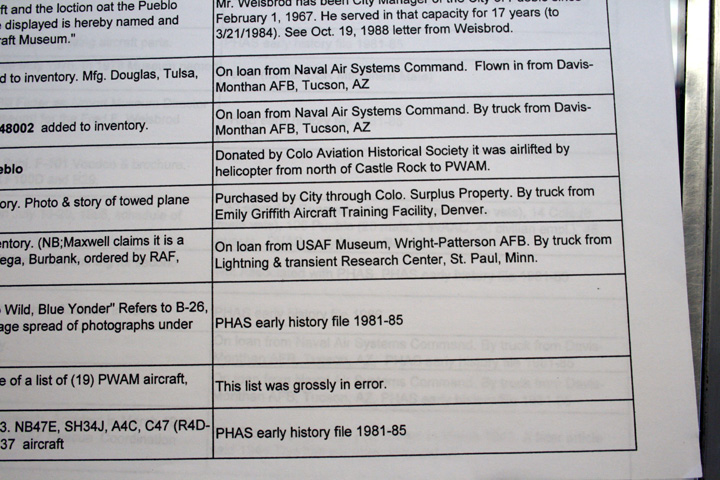 ft and the loction oat the Pueblo
displayed is hereby named and
raft Museum."
Mr. Weisbrod has been City Manager of the City of Pueblo since
February 1, 1967. He served in that capacity for 17 years (to
3/21/1984). See Oct. 19, 1988 letter from Weisbrod.
d to inventory. Mfg. Douglas, Tulsa,
On loan from Naval Air Systems Command. Flown in from Davis-
Monthan AFB, Tucson, AZ
48002 added to inventory.
On loan from Naval Air Systems Command. By truck from Davis-
Monthan AFB, Tucson, AZ
eblo
Donated by Colo Aviation Historical Society it was airlifted by
helicopter from north of Castle Rock to PWAM.
ory. Photo & story of towed plane
Purchased by City through Colo. Surplus Property. By truck from
Emily Griffith Aircraft Training Facility, Denver.
entory. (NB;Maxwell claims it is a
ega, Burbank, ordered by RAF,
On loan from USAF Museum, Wright-Patterson AFB. By truck from
Lightning & transient Research Center, St. Paul, Minn.
Wild, Blue Yonder" Refers to B-26,
age spread of photographs under
PHAS early history file 1981-85
e of a list of (19) PWAM aircraft,
This list was grossly in error.
3. NB47E, SH34J, A4C, C47 (R4D-
37 aircraft
PHAS early history file 1981-85